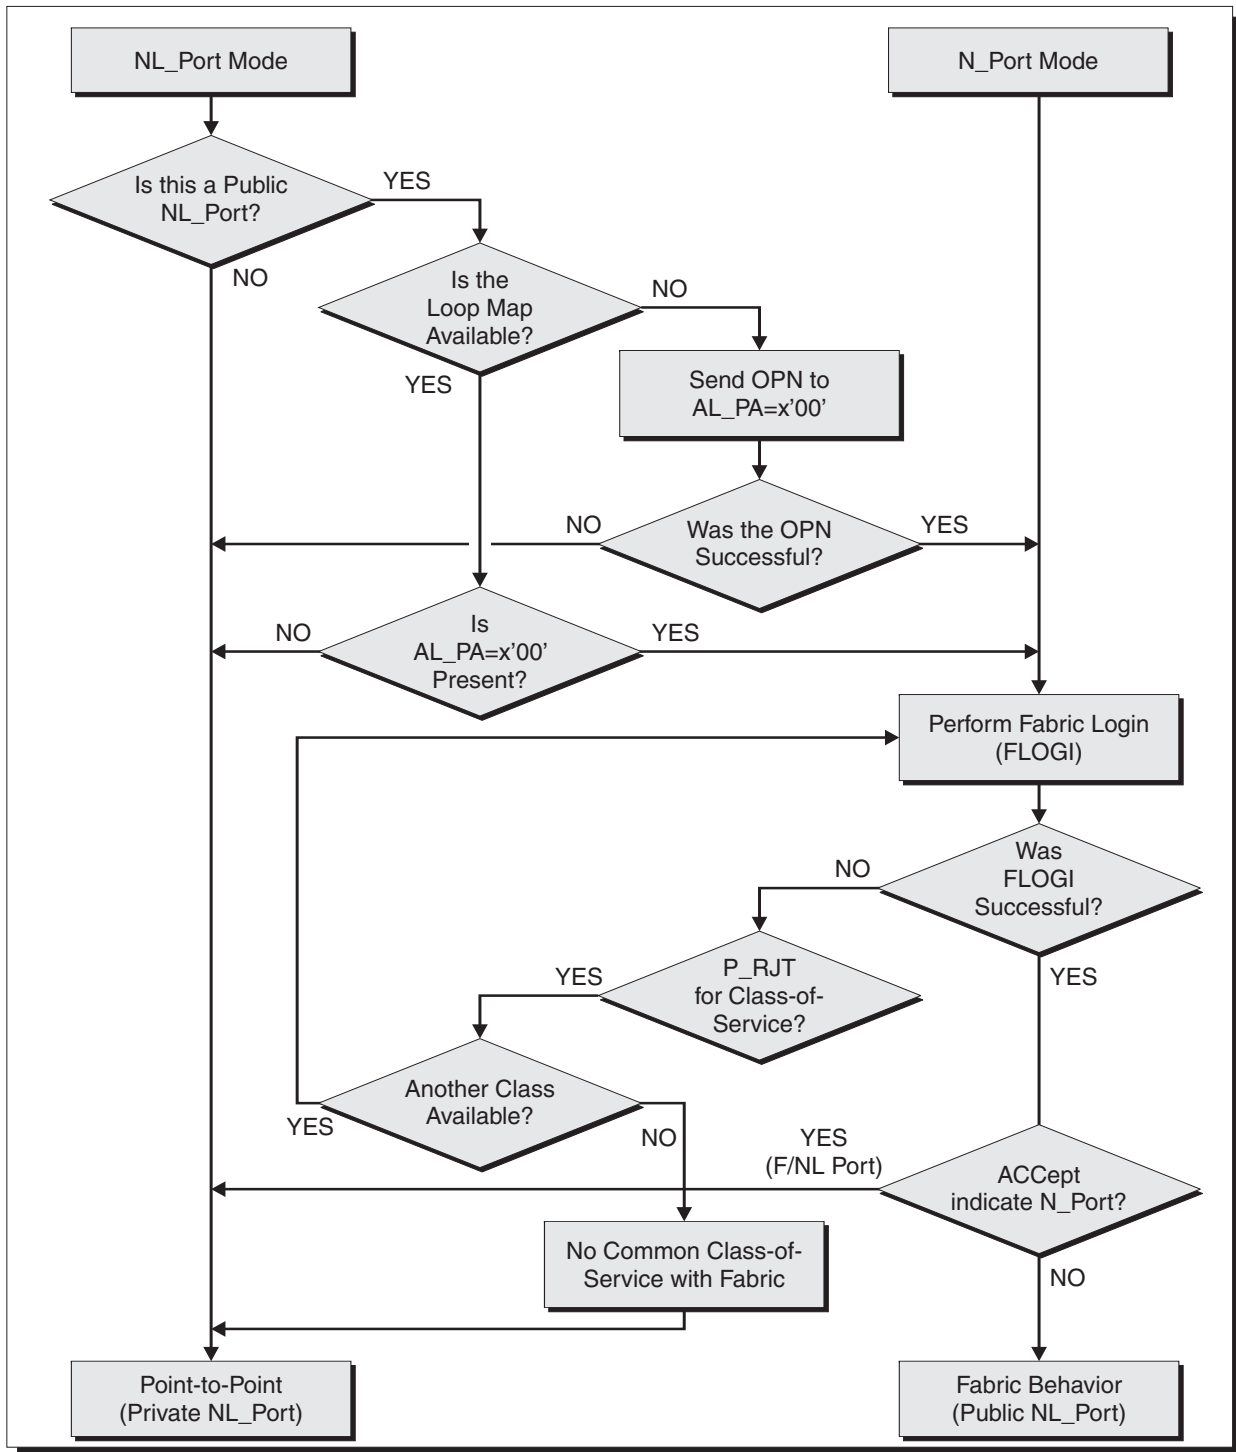 NL_Port Mode
N_Port Mode
Is this a Public
NL_Port?
YES
NO
Is the
Loop Map
Available?
NO
YES
Send OPN to
AL_PA=x’00’
Was the OPN
Successful?
NO
YES
Is
AL_PA=x’00’
Present?
NO
YES
Perform Fabric Login
(FLOGI)
Was
FLOGI
Successful?
NO
YES
P_RJT
for Class-of-
Service?
YES
Another Class
Available?
YES
NO
YES
(F/NL Port)
ACCept
indicate N_Port?
NO
No Common Class-of-
Service with Fabric
Point-to-Point
(Private NL_Port)
Fabric Behavior
(Public NL_Port)